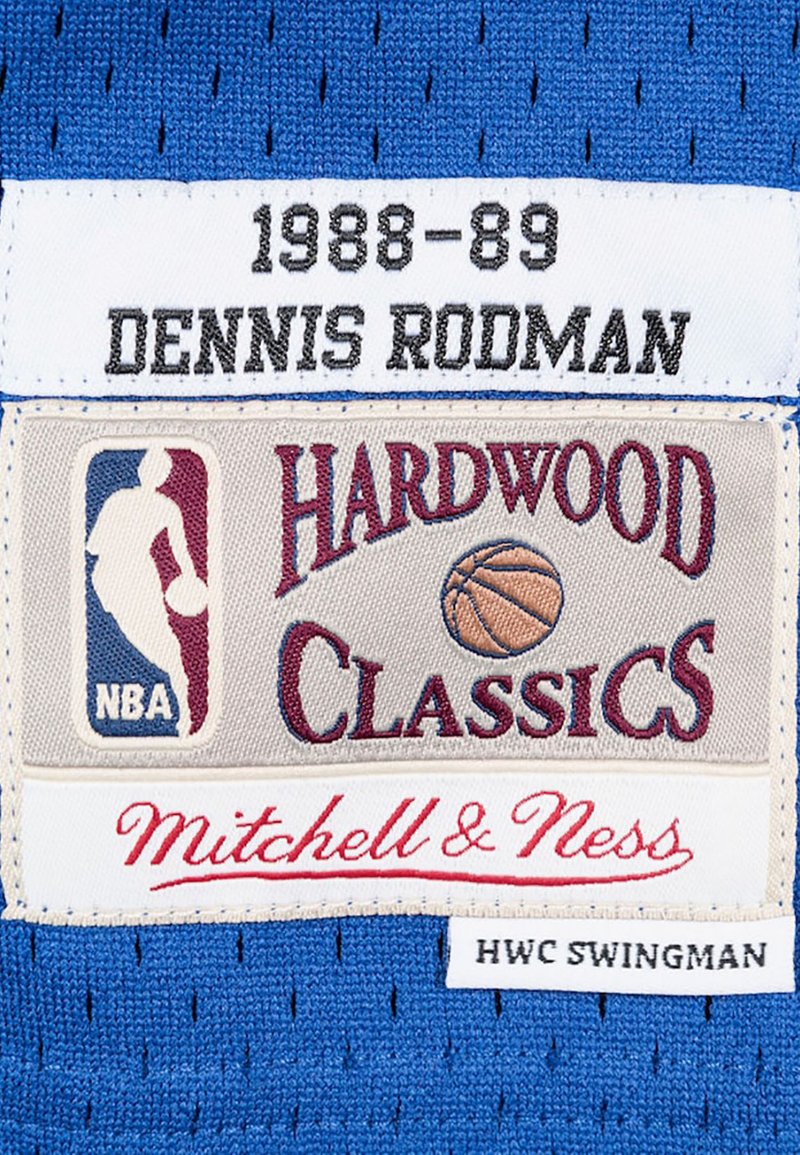 1988-89
DENNIS RODMAN
HARDWOOD
CLASSICS
NBA
Mitchell & Ness
HWC SWINGMAN